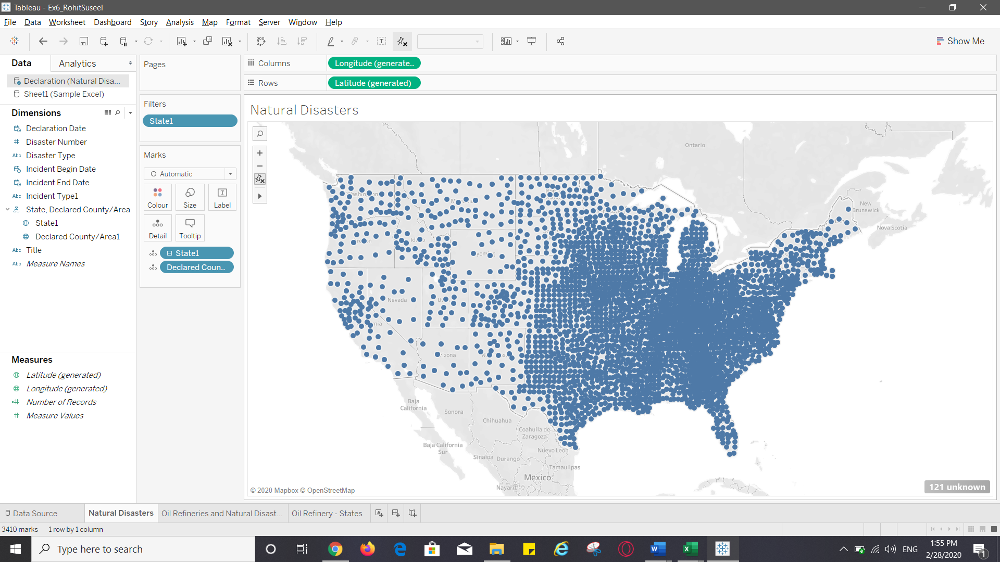 Tableau - Ex6_RohitSuseel
File Data Worksheet Dashboard Story Analysis Map Format Server Window Help
Show Me
Data Analytics
Declaration (Natural Disa...
Sheet1 (Sample Excel)
Dimensions
Declaration Date
# Disaster Number
Abc Disaster Type
Incident Begin Date
Incident End Date
Abc Incident Type1
State, Declared County/Area
State1
Declared County/Area1
Abc Title
Abc Measure Names
Measures
Latitude (generated)
Longitude (generated)
=# Number of Records
# Measure Values
Pages
Filters
State1
Marks
Automatic
Colour Size Label
Detail Tooltip
State1
Declared Coun..
Columns Longitude (generate..
Rows Latitude (generated)
Natural Disasters
Ontario
New
Brunswick
Nova Scotia
Washington
Nevada
Baja
California
Sonora
Chihuahua
Coahuila de
Zaragoza
Baja California
Sur
Nuevo León
Sinaloa
Durango
Tamaulipas
Mexico
Nayarit
© 2020 Mapbox © OpenStreetMap
121 unknown
Data Source Natural Disasters Oil Refineries and Natural Disast... Oil Refinery - States
3410 marks 1 row by 1 column
Type here to search
ENG
1:55 PM
2/28/2020
1